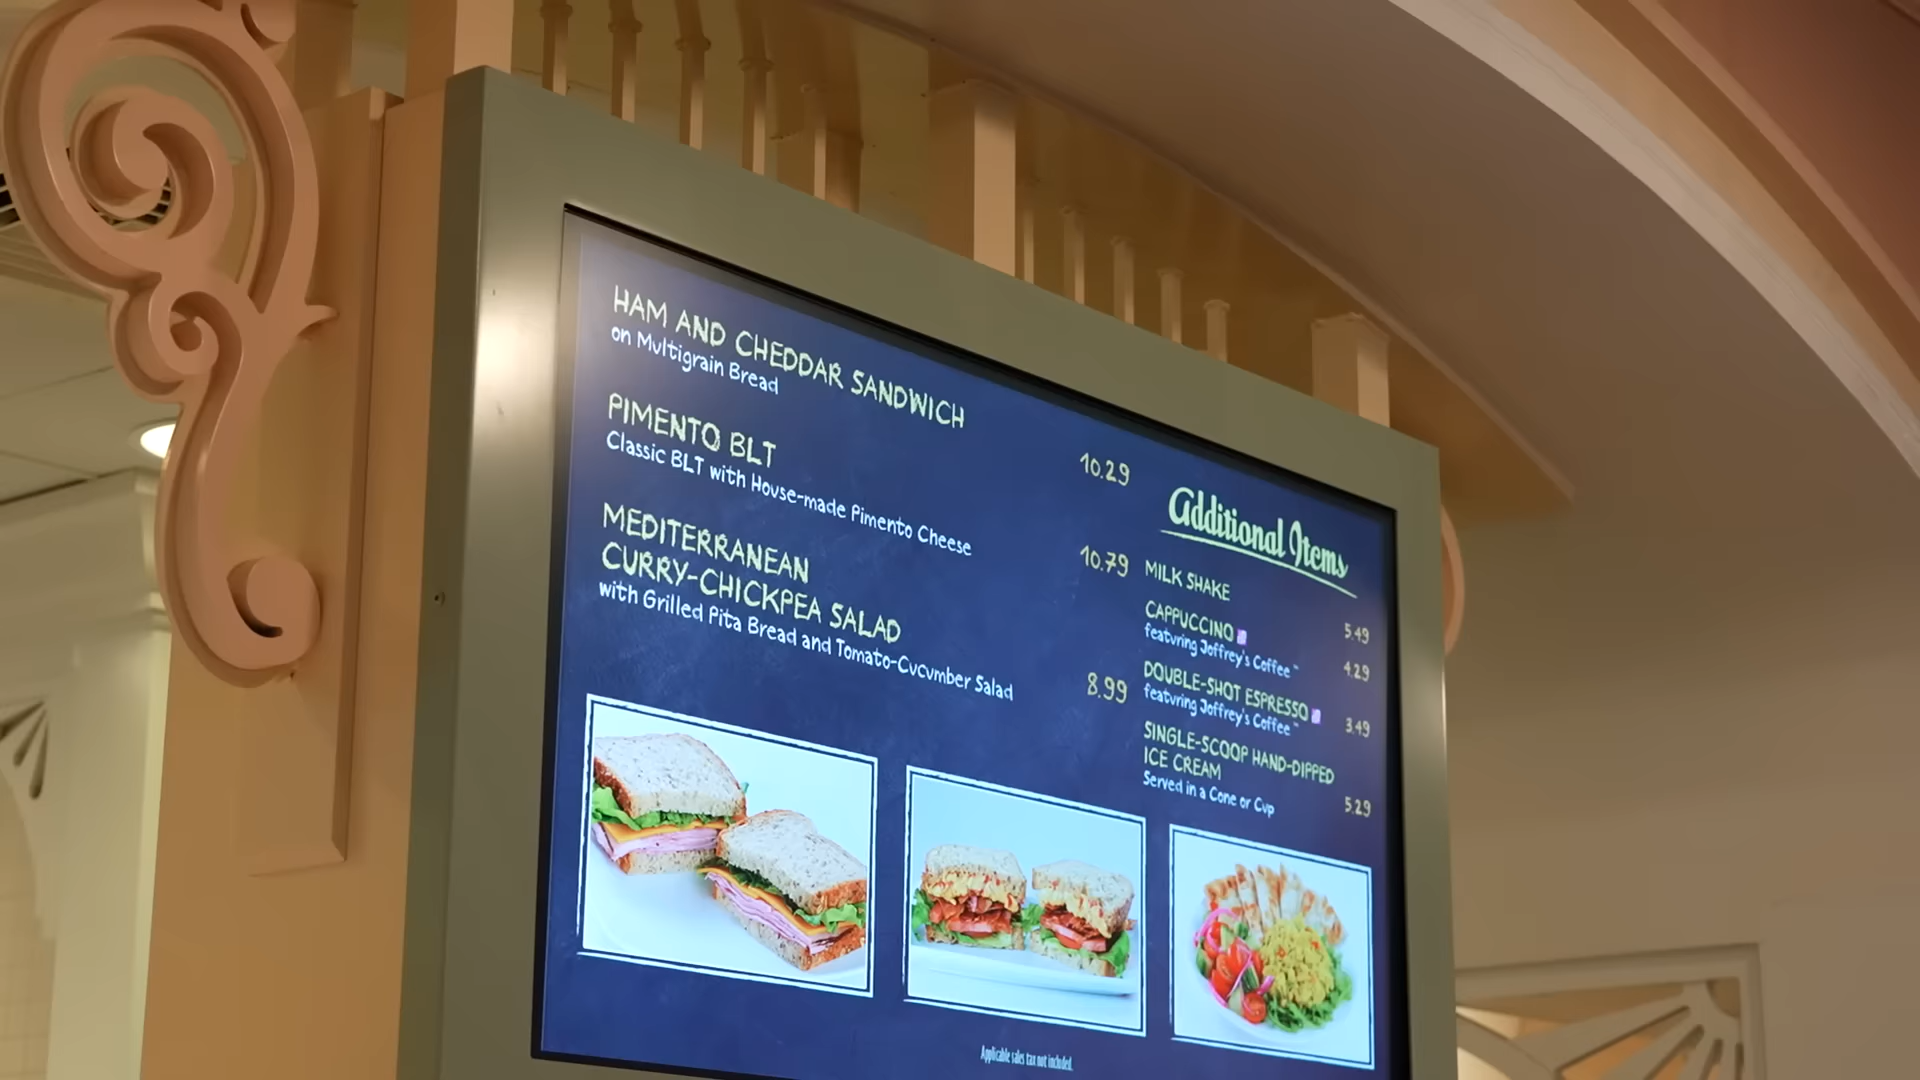 HAM AND CHEDDAR SANDWICH
on Multigrain Bread
10.29
PIMENTO BLT
Classic BLT with House-made Pimento Cheese
10.79
MEDITERRANEAN
CURRY-CHICKPEA SALAD
with Grilled Pita Bread and Tomato-Cucumber Salad
8.99
Additional Items
MILK SHAKE
5.49
CAPPUCCINO
featuring Joffrey's Coffee™
4.29
DOUBLE-SHOT ESPRESSO
featuring Joffrey's Coffee™
3.49
SINGLE-SCOOP HAND-DIPPED
ICE CREAM
Served in a Cone or Cup
5.29
Applicable sales tax not included.